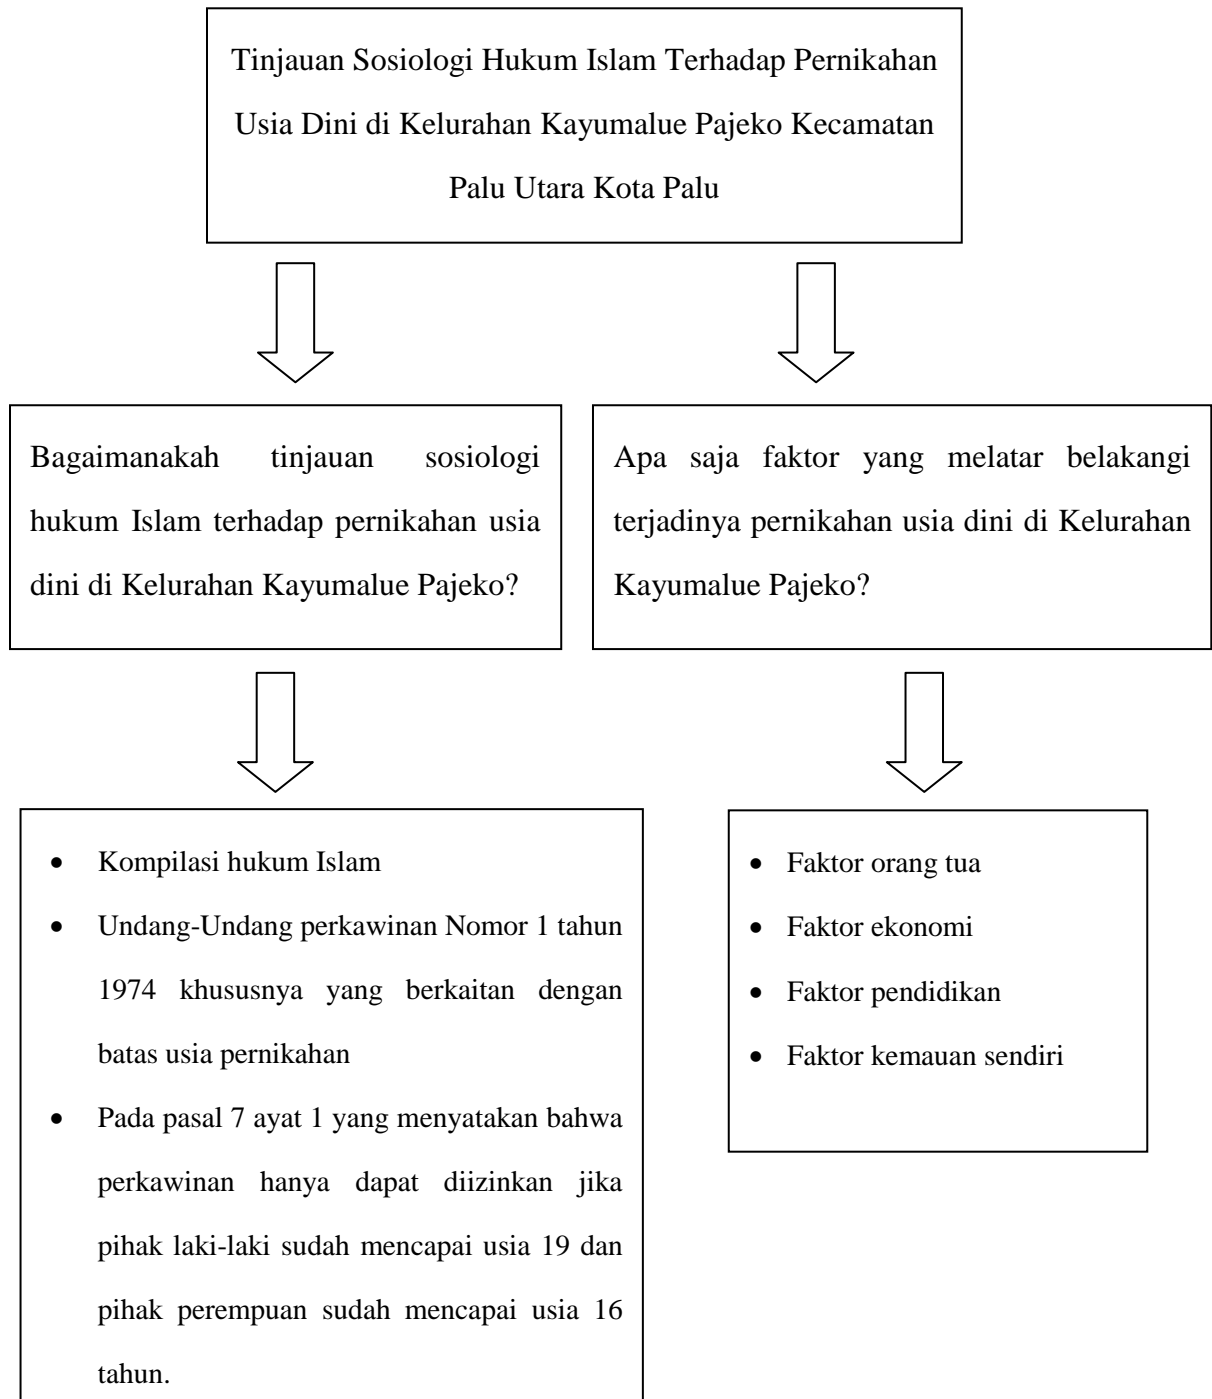 Tinjauan Sosiologi Hukum Islam Terhadap Pernikahan
Usia Dini di Kelurahan Kayumalue Pajeko Kecamatan
Palu Utara Kota Palu
Bagaimanakah tinjauan sosiologi
hukum Islam terhadap pernikahan usia
dini di Kelurahan Kayumalue Pajeko?
Apa saja faktor yang melatar belakangi
terjadinya pernikahan usia dini di Kelurahan
Kayumalue Pajeko?
• Kompilasi hukum Islam
• Undang-Undang perkawinan Nomor 1 tahun
1974 khususnya yang berkaitan dengan
batas usia pernikahan
• Pada pasal 7 ayat 1 yang menyatakan bahwa
perkawinan hanya dapat diizinkan jika
pihak laki-laki sudah mencapai usia 19 dan
pihak perempuan sudah mencapai usia 16
tahun.
• Faktor orang tua
• Faktor ekonomi
• Faktor pendidikan
• Faktor kemauan sendiri